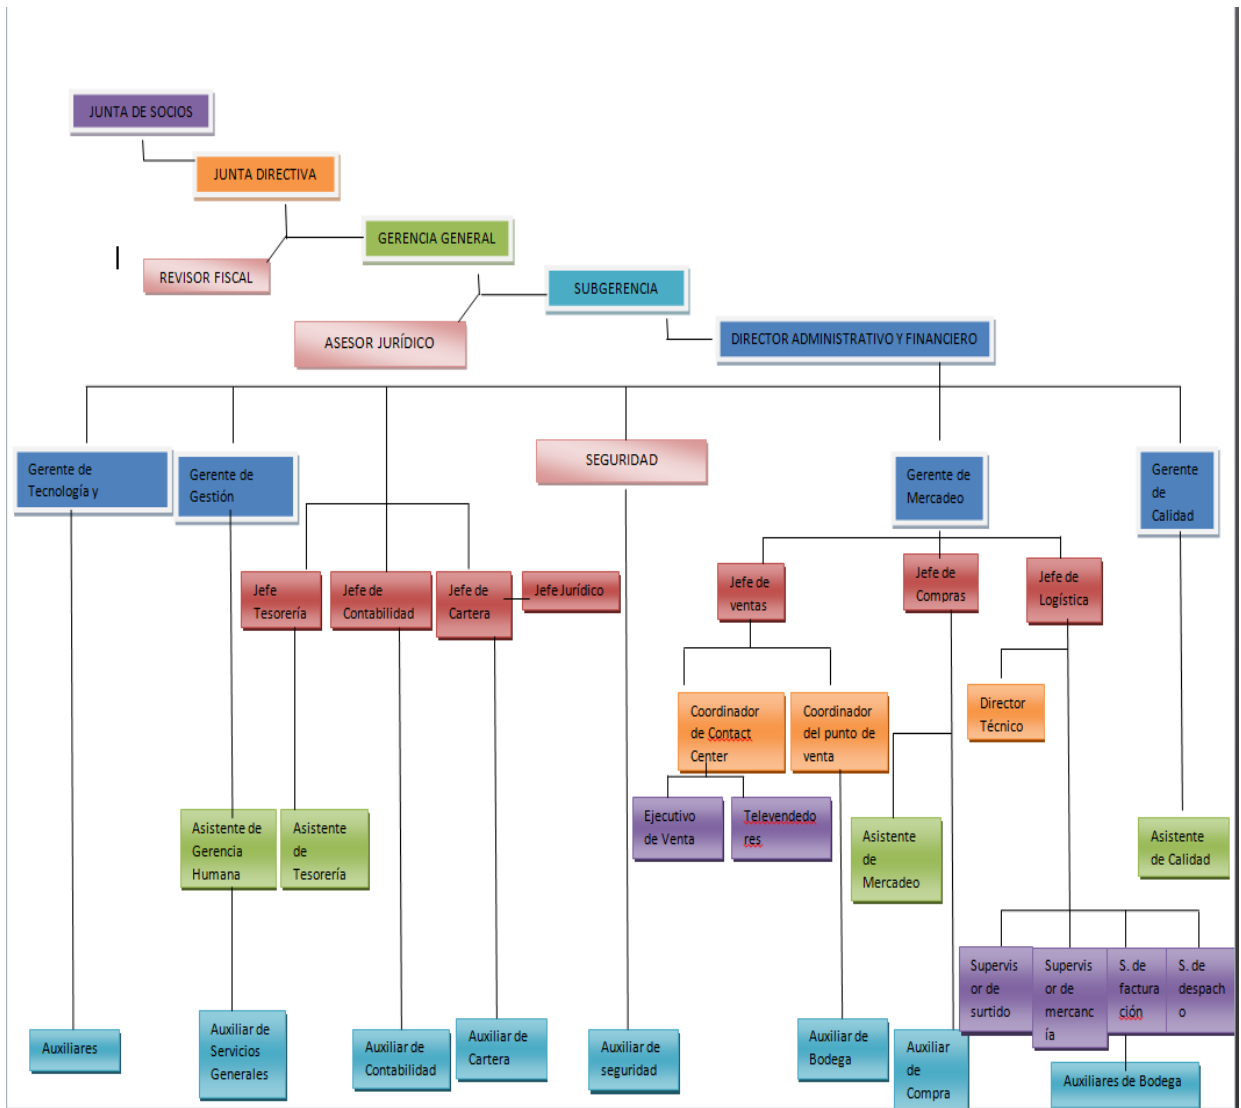 JUNTA DE SOCIOS
JUNTA DIRECTIVA
GERENCIA GENERAL
REVISOR FISCAL
SUBGERENCIA
ASESOR JURÍDICO
DIRECTOR ADMINISTRATIVO Y FINANCIERO
Gerente de
Tecnología y
Gerente de
Gestión
SEGURIDAD
Gerente de
Mercadeo
Gerente
de
Calidad
Jefe
Tesorería
Jefe de
Contabilidad
Jefe de
Cartera
Jefe Jurídico
Jefe de
ventas
Jefe de
Compras
Jefe de
Logística
Coordinador
de Contact
Center
Coordinador
del punto de
venta
Director
Técnico
Ejecutivo
de Venta
Televendedo
res
Asistente de
Gerencia
Humana
Asistente
de
Tesorería
Asistente
de
Mercadeo
Asistente
de Calidad
Supervis
or de
surtido
Supervis
or de
mercanc
ía
S. de
factura
ción
S. de
despach
o
Auxiliares
Auxiliar de
Servicios
Generales
Auxiliar de
Contabilidad
Auxiliar de
Cartera
Auxiliar de
seguridad
Auxiliar de
Bodega
Auxiliar
de
Compra
Auxiliares de Bodega